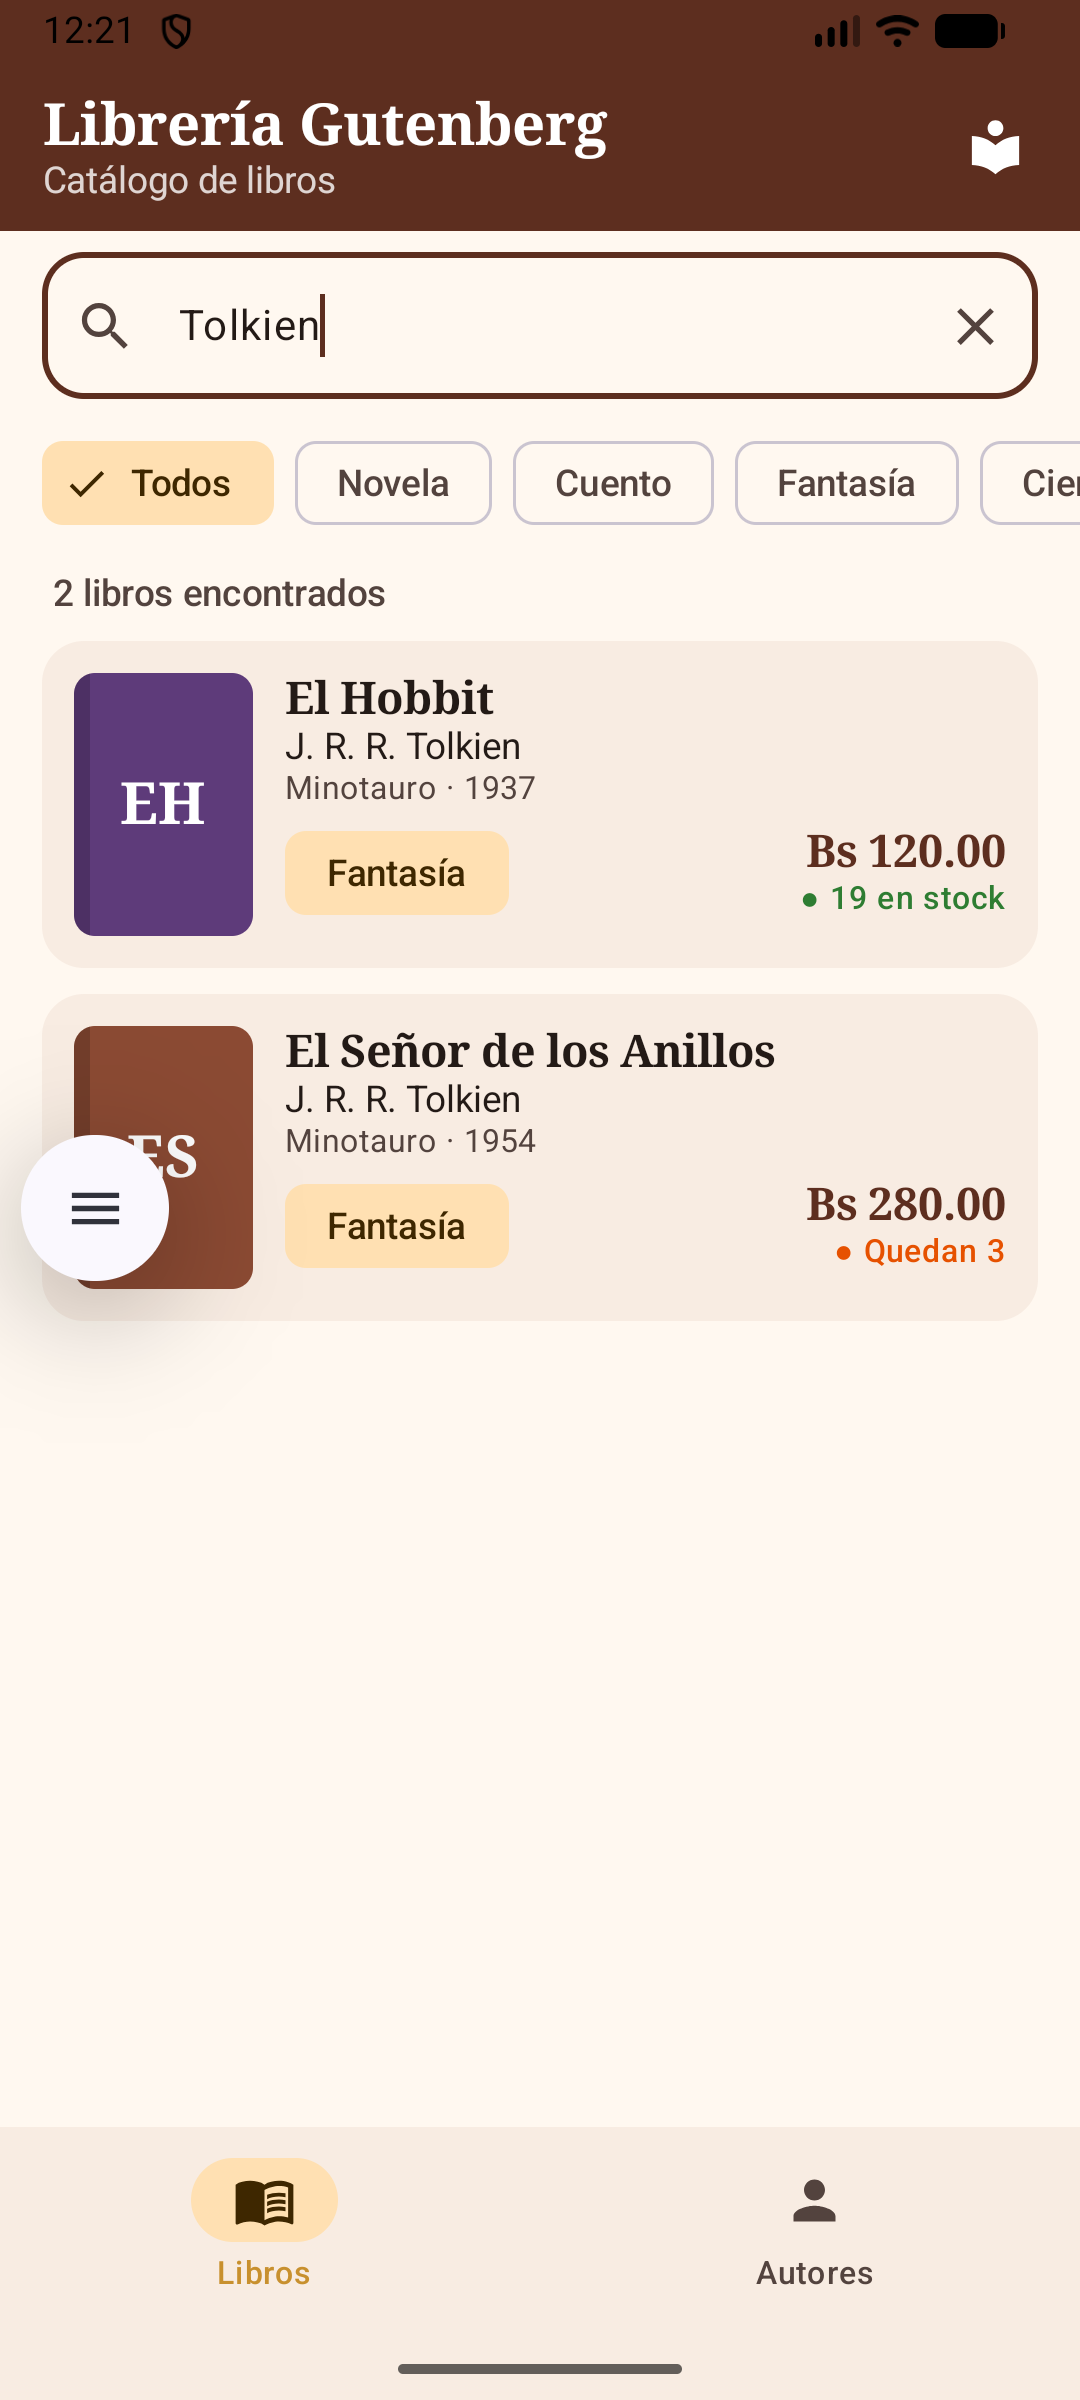 12:21
Librería Gutenberg
Catálogo de libros
Tolkien
Todos
Novela
Cuento
Fantasía
2 libros encontrados
EH
El Hobbit
J. R. R. Tolkien
Minotauro · 1937
Fantasía
Bs 120.00
● 19 en stock
ES
El Señor de los Anillos
J. R. R. Tolkien
Minotauro · 1954
Fantasía
Bs 280.00
● Quedan 3
Libros
Autores